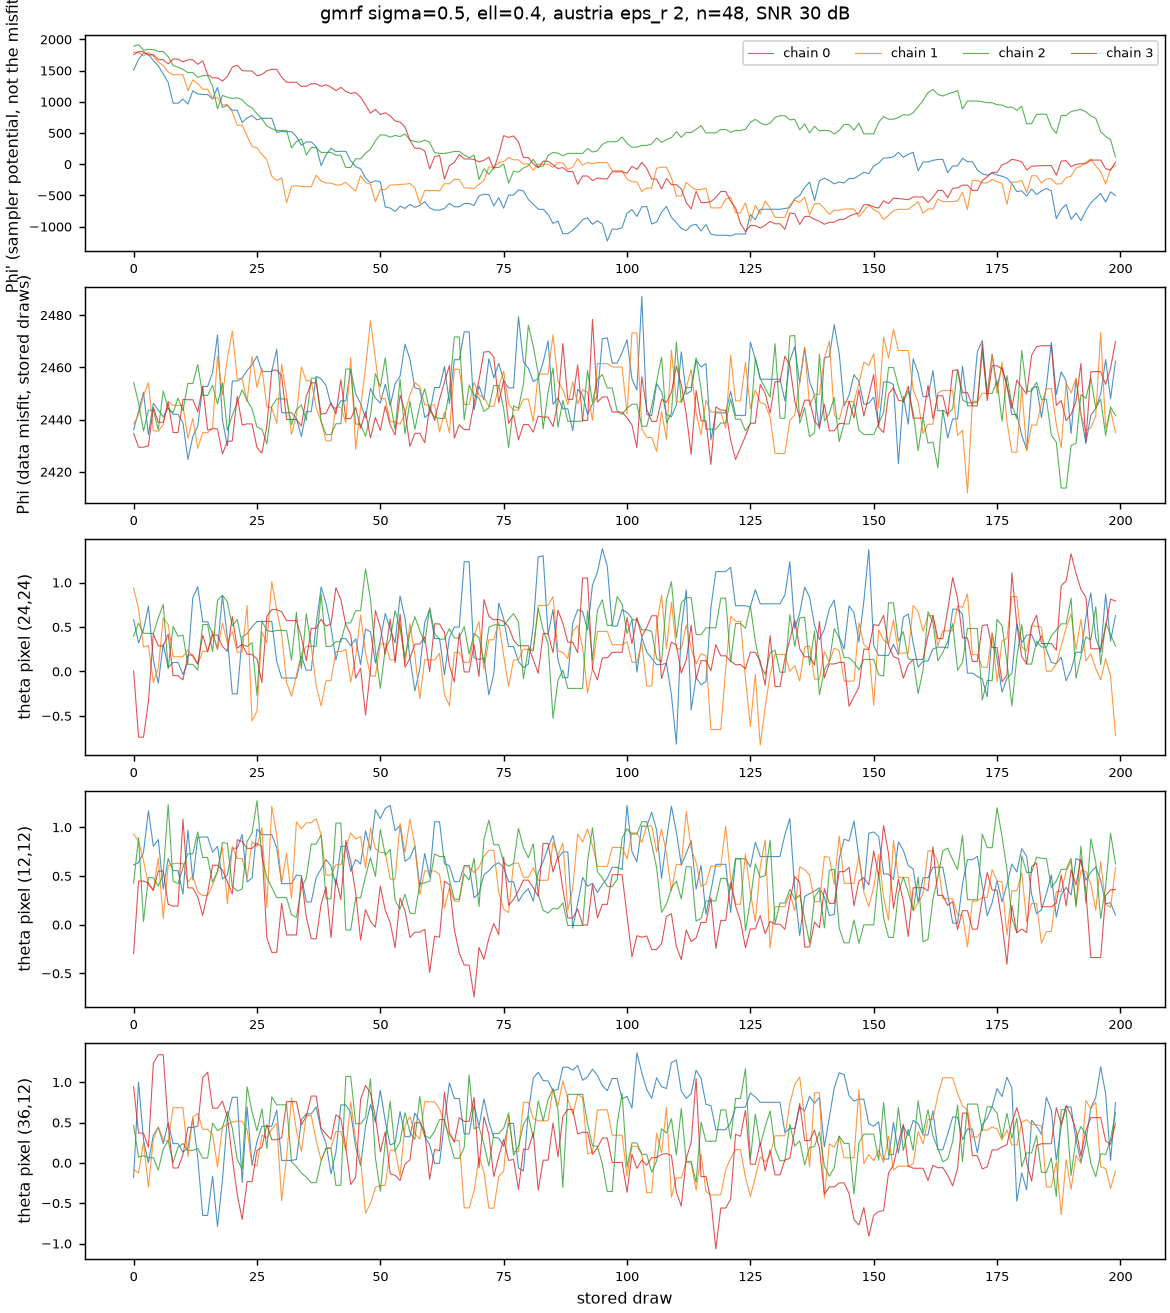 gmrf sigma=0.5, ell=0.4, austria eps_r 2, n=48, SNR 30 dB
Phi' (sampler potential, not the misfit
2000
1500
1000
500
0
−500
−1000
chain 0 chain 1 chain 2 chain 3
0 25 50 75 100 125 150 175 200
Phi (data misfit, stored draws)
2480
2460
2440
2420
0 25 50 75 100 125 150 175 200
theta pixel (24,24)
1.0
0.5
0.0
−0.5
0 25 50 75 100 125 150 175 200
theta pixel (12,12)
1.0
0.5
0.0
−0.5
0 25 50 75 100 125 150 175 200
theta pixel (36,12)
1.0
0.5
0.0
−0.5
−1.0
0 25 50 75 100 125 150 175 200
stored draw